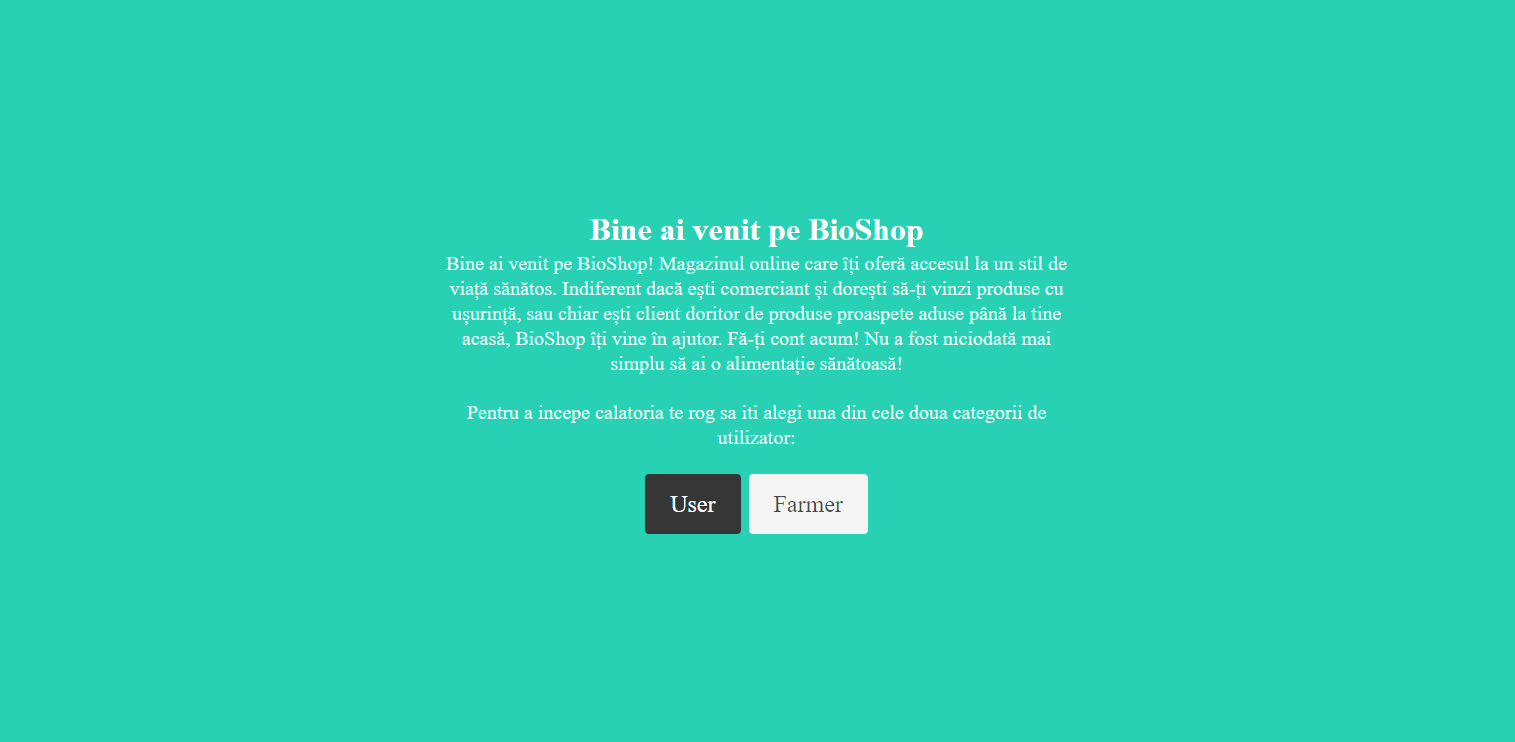 Bine ai venit pe BioShop
Bine ai venit pe BioShop! Magazinul online care îți oferă accesul la un stil de
viață sănătos. Indiferent dacă ești comerciant și dorești să-ți vinzi produse cu
ușurință, sau chiar ești client doritor de produse proaspete aduse până la tine
acasă, BioShop îți vine în ajutor. Fă-ți cont acum! Nu a fost niciodată mai
simplu să ai o alimentație sănătoasă!
Pentru a incepe calatoria te rog sa iti alegi una din cele doua categorii de
utilizator:
User Farmer